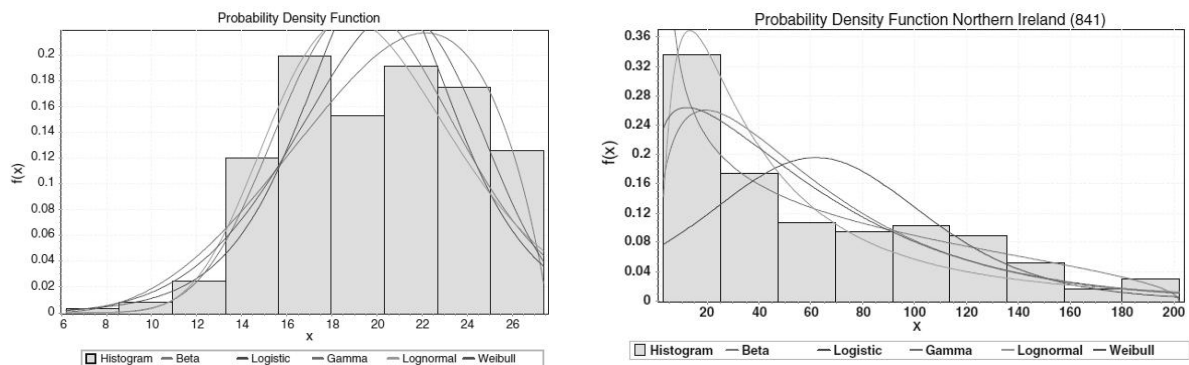 Probability Density Function
0.2
0.18
0.16
0.14
0.12
0.1
0.08
0.06
0.04
0.02
0
f(x)
6 8 10 12 14 16 18 20 22 24 26
x
Histogram Beta Logistic Gamma Lognormal Weibull
Probability Density Function Northern Ireland (841)
0.36
0.32
0.28
0.24
0.2
0.16
0.12
0.08
0.04
0
f(x)
20 40 60 80 100 120 140 160 180 200
X
Histogram Beta Logistic Gamma Lognormal Weibull